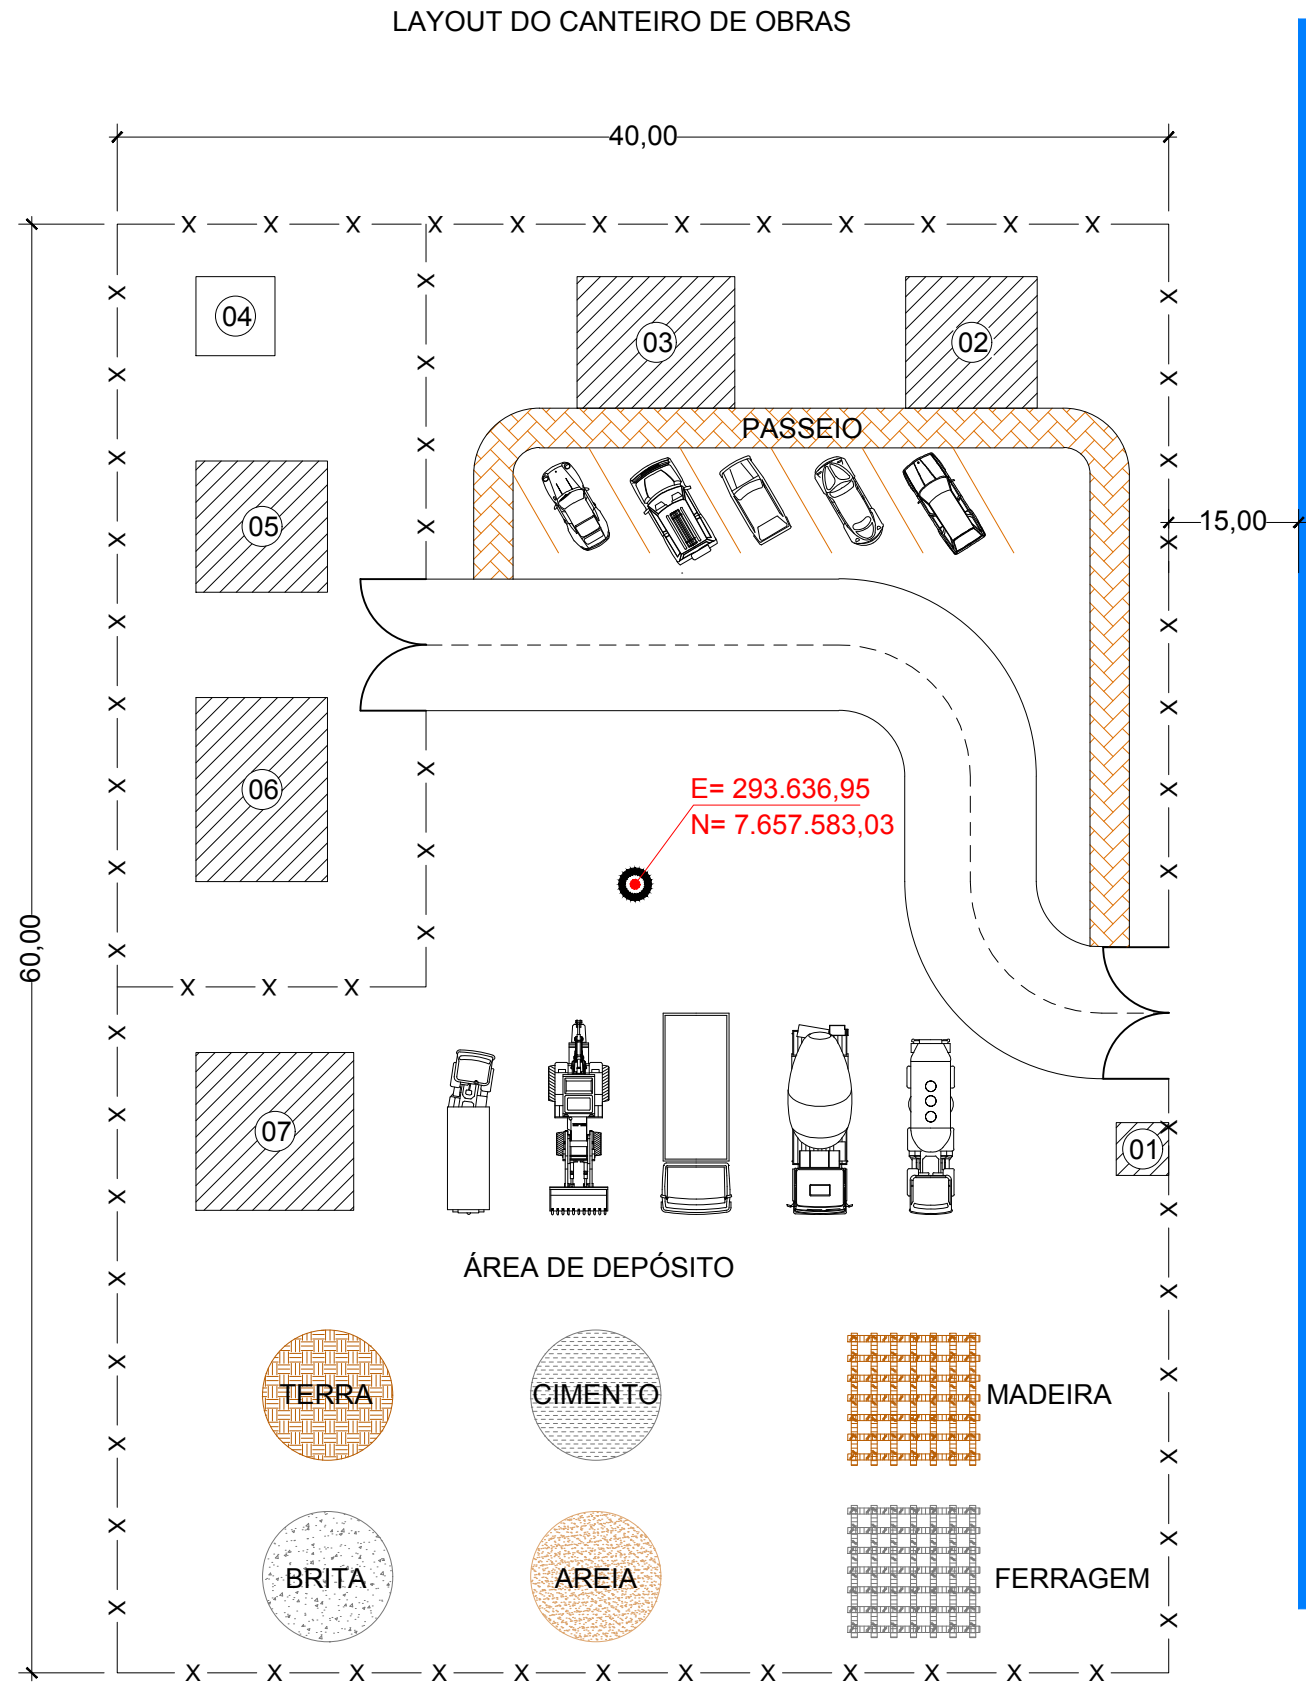 LAYOUT DO CANTEIRO DE OBRAS
40,00
X X X X X X X X X X X X
04
03
02
PASSEIO
05
15,00
06
E= 293.636,95
N= 7.657.583,03
60,00
X X X
07
01
ÁREA DE DEPÓSITO
TERRA
CIMENTO
MADEIRA
BRITA
AREIA
FERRAGEM
X X X X X X X X X X X X